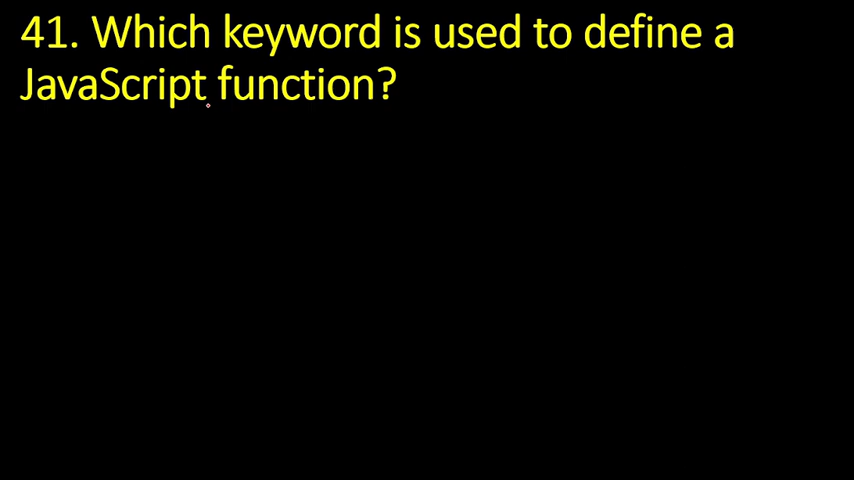 41. Which keyword is used to define a
JavaScript function?